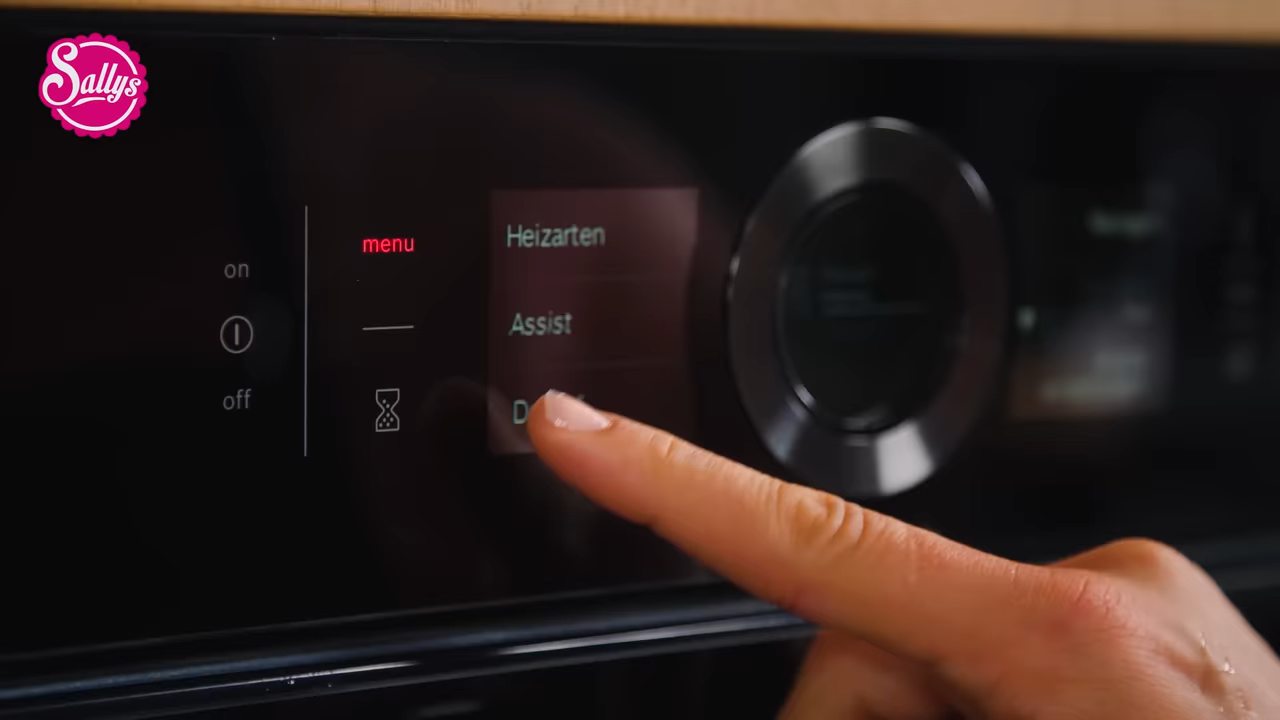 Sallys
on
off
menu
Heizarten
Assist